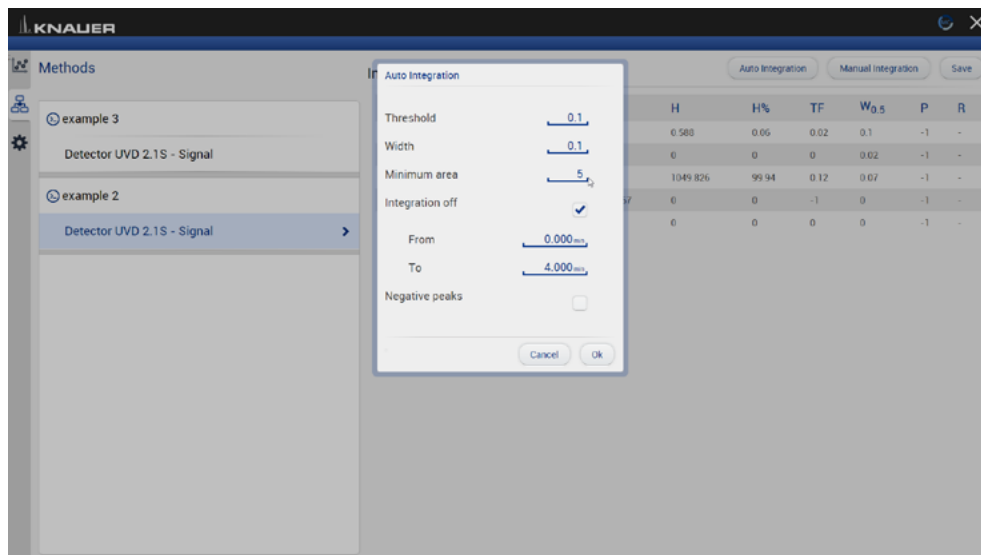 KNAUER
Methods
Auto Integration
Manual Integration
Save
example 3
Detector UVD 2.1S - Signal
example 2
Detector UVD 2.1S - Signal
Auto Integration
Threshold 0.1
Width 0.1
Minimum area 5
Integration off
From 0.000 min
To 4.000 min
Negative peaks
Cancel Ok
H H% TF W0.5 P R
0.588 0.06 0.02 0.1 -1 -
0 0 0 0.02 -1 -
1049.826 99.94 0.12 0.07 -1 -
0 0 -1 0 -1 -
0 0 0 0 -1 -